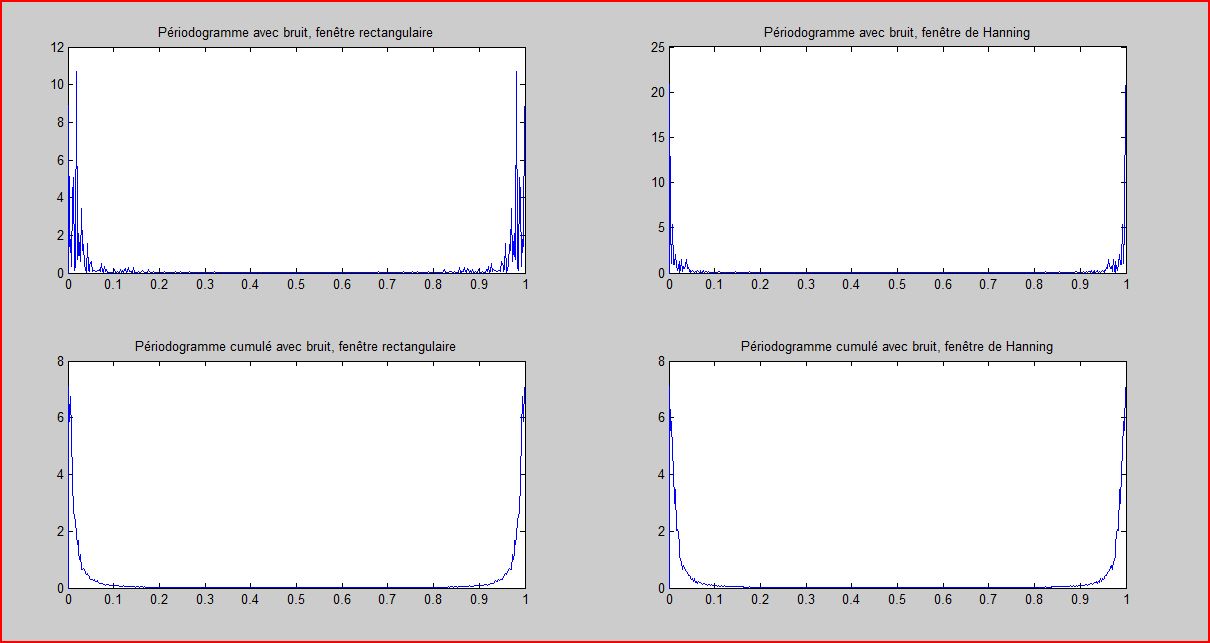 Périodogramme avec bruit, fenêtre rectangulaire
12
10
8
6
4
2
0
0 0.1 0.2 0.3 0.4 0.5 0.6 0.7 0.8 0.9 1
Périodogramme avec bruit, fenêtre de Hanning
25
20
15
10
5
0
0 0.1 0.2 0.3 0.4 0.5 0.6 0.7 0.8 0.9 1
Périodogramme cumulé avec bruit, fenêtre rectangulaire
8
6
4
2
0
0 0.1 0.2 0.3 0.4 0.5 0.6 0.7 0.8 0.9 1
Périodogramme cumulé avec bruit, fenêtre de Hanning
8
6
4
2
0
0 0.1 0.2 0.3 0.4 0.5 0.6 0.7 0.8 0.9 1